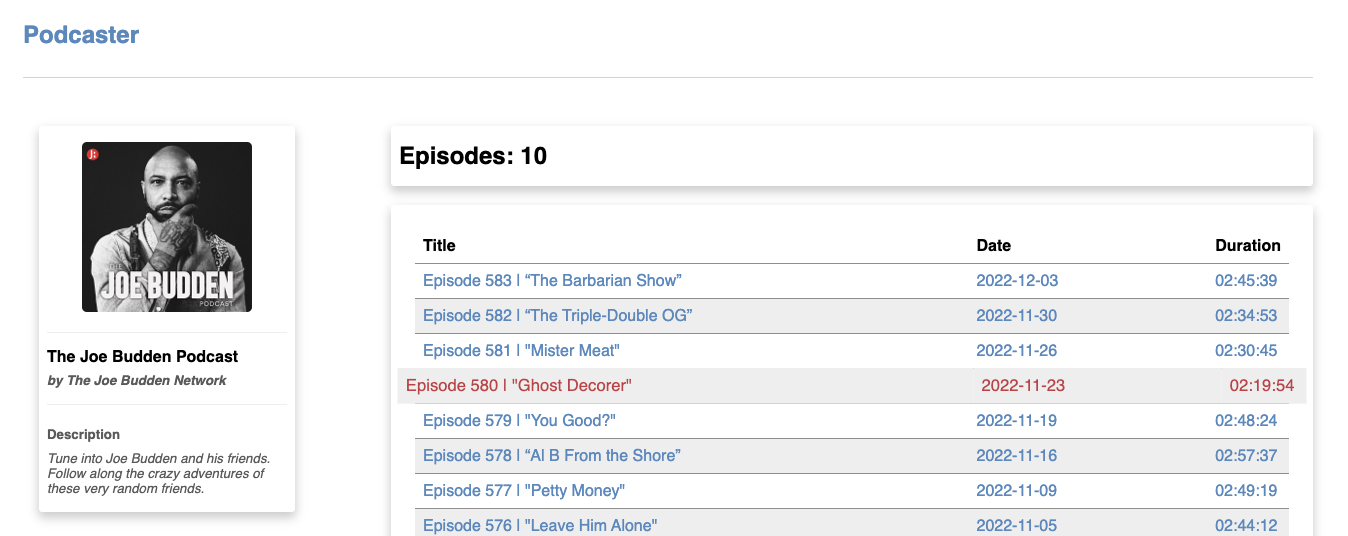 Podcaster
THE
JOE BUDDEN
PODCAST
The Joe Budden Podcast
by The Joe Budden Network
Description
Tune into Joe Budden and his friends.
Follow along the crazy adventures of
these very random friends.
Episodes: 10
Title Date Duration
Episode 583 | “The Barbarian Show” 2022-12-03 02:45:39
Episode 582 | “The Triple-Double OG” 2022-11-30 02:34:53
Episode 581 | "Mister Meat" 2022-11-26 02:30:45
Episode 580 | "Ghost Decorer" 2022-11-23 02:19:54
Episode 579 | "You Good?" 2022-11-19 02:48:24
Episode 578 | “Al B From the Shore” 2022-11-16 02:57:37
Episode 577 | "Petty Money" 2022-11-09 02:49:19
Episode 576 | "Leave Him Alone" 2022-11-05 02:44:12